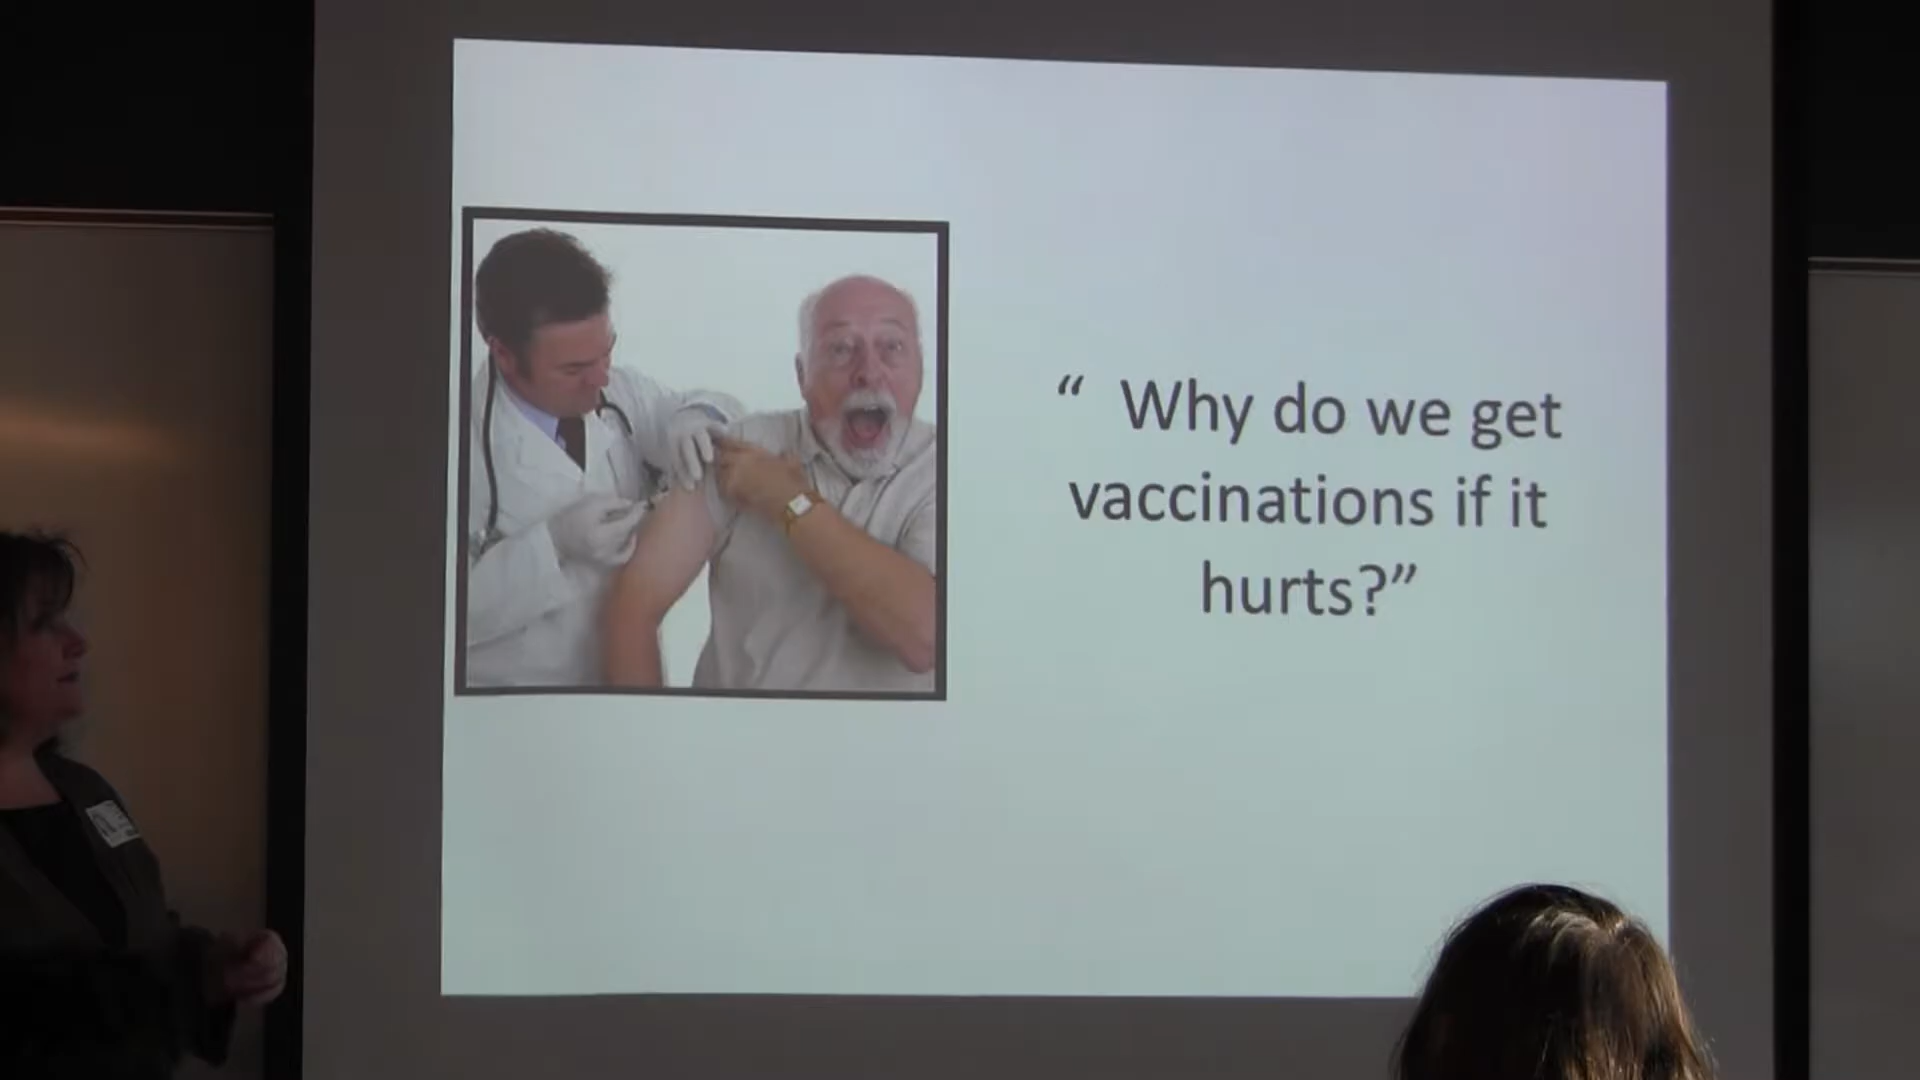 “ Why do we get
vaccinations if it
hurts?”